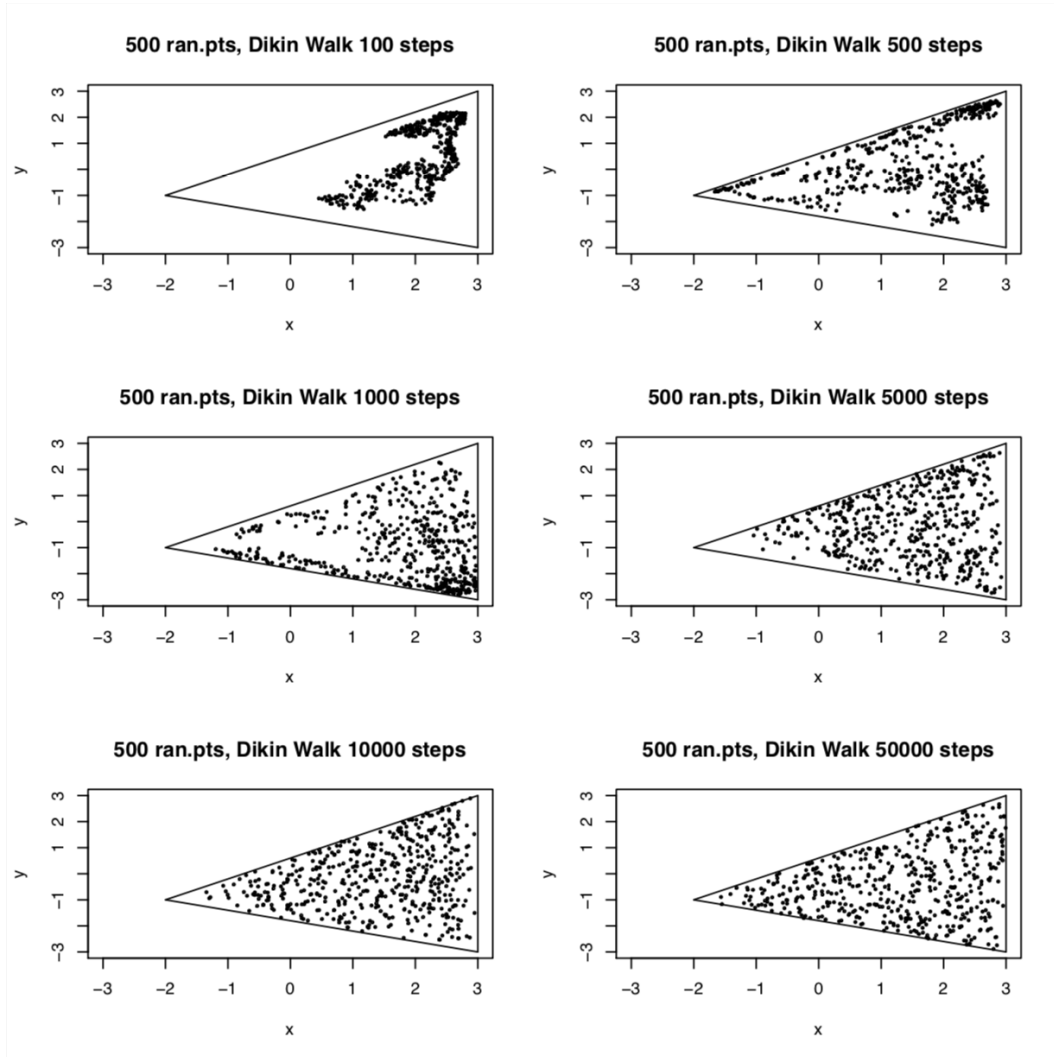 500 ran.pts, Dikin Walk 100 steps
3
2
1
−1
−3
y
−3 −2 −1 0 1 2 3
x
500 ran.pts, Dikin Walk 500 steps
3
2
1
−1
−3
y
−3 −2 −1 0 1 2 3
x
500 ran.pts, Dikin Walk 1000 steps
3
2
1
−1
−3
y
−3 −2 −1 0 1 2 3
x
500 ran.pts, Dikin Walk 5000 steps
3
2
1
−1
−3
y
−3 −2 −1 0 1 2 3
x
500 ran.pts, Dikin Walk 10000 steps
3
2
1
−1
−3
y
−3 −2 −1 0 1 2 3
x
500 ran.pts, Dikin Walk 50000 steps
3
2
1
−1
−3
y
−3 −2 −1 0 1 2 3
x